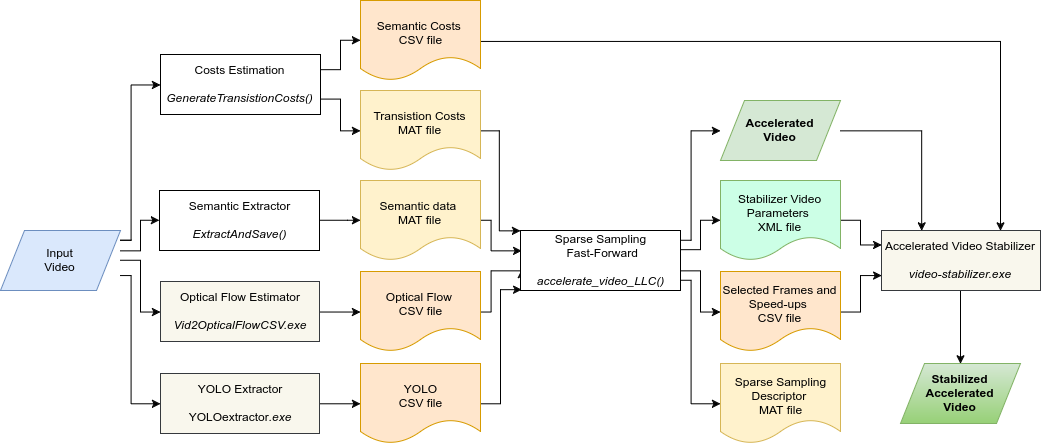 Semantic Costs
CSV file
Costs Estimation
GenerateTransistionCosts()
Transistion Costs
MAT file
Accelerated
Video
Semantic Extractor
ExtractAndSave()
Semantic data
MAT file
Stabilizer Video
Parameters
XML file
Input
Video
Sparse Sampling
Fast-Forward
accelerate_video_LLC()
Accelerated Video Stabilizer
video-stabilizer.exe
Optical Flow Estimator
Vid2OpticalFlowCSV.exe
Optical Flow
CSV file
Selected Frames and
Speed-ups
CSV file
YOLO Extractor
YOLOextractor.exe
YOLO
CSV file
Sparse Sampling
Descriptor
MAT file
Stabilized
Accelerated
Video